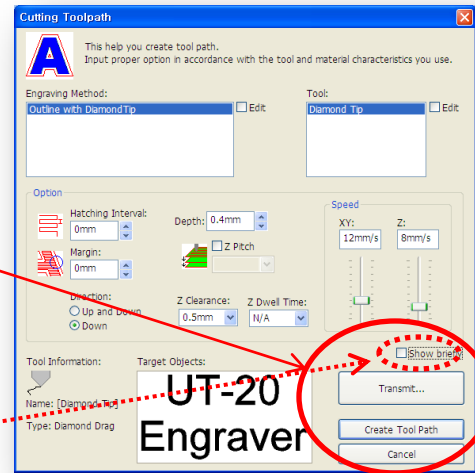 Cutting Toolpath
A
This help you create tool path.
Input proper option in accordance with the tool and material characteristics you use.
Engraving Method:
Outline with DiamondTip
Edit
Tool:
Diamond Tip
Edit
Option
Hatching Interval:
0mm
Margin:
0mm
Direction:
Up and Down
Down
Depth:
0.4mm
Z Pitch
Z Clearance:
0.5mm
Z Dwell Time:
N/A
Speed
XY:
12mm/s
Z:
8mm/s
Show briefly
Tool Information:
Name: [Diamond Tip]
Type: Diamond Drag
Target Objects:
UT-20
Engraver
Transmit...
Create Tool Path
Cancel